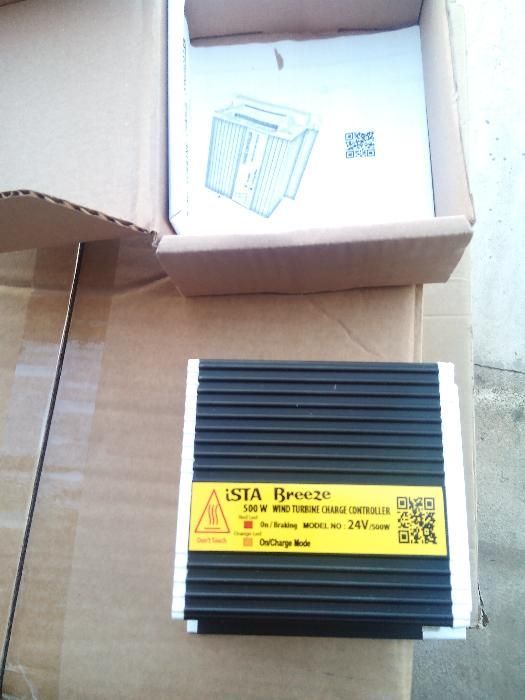 iSTA Breeze
500 W WIND TURBINE CHARGE CONTROLLER
Red Led
On / Braking MODEL NO : 24V/500W
Orange Led
On/Charge Mode
Don't Touch